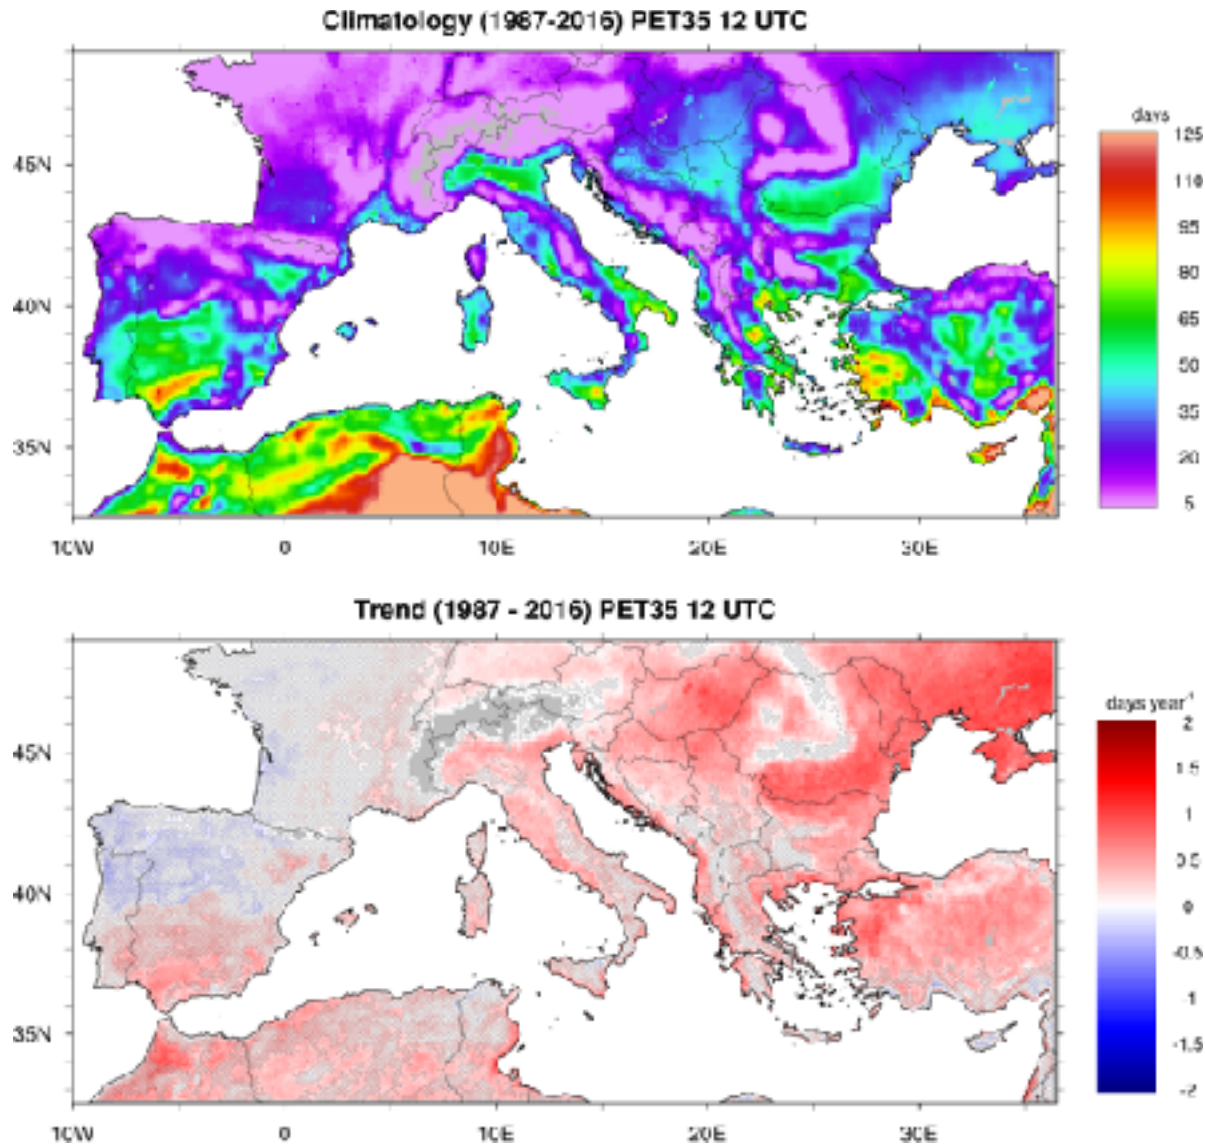 Climatology (1987-2016) PET35 12 UTC
days
125
110
95
80
65
50
35
20
5
45N
40N
35N
10W 0 10E 20E 30E
Trend (1987 - 2016) PET35 12 UTC
days year⁻¹
2
1.5
1
0.5
0
-0.5
-1
-1.5
-2
45N
40N
35N
10W 0 10E 20E 30E